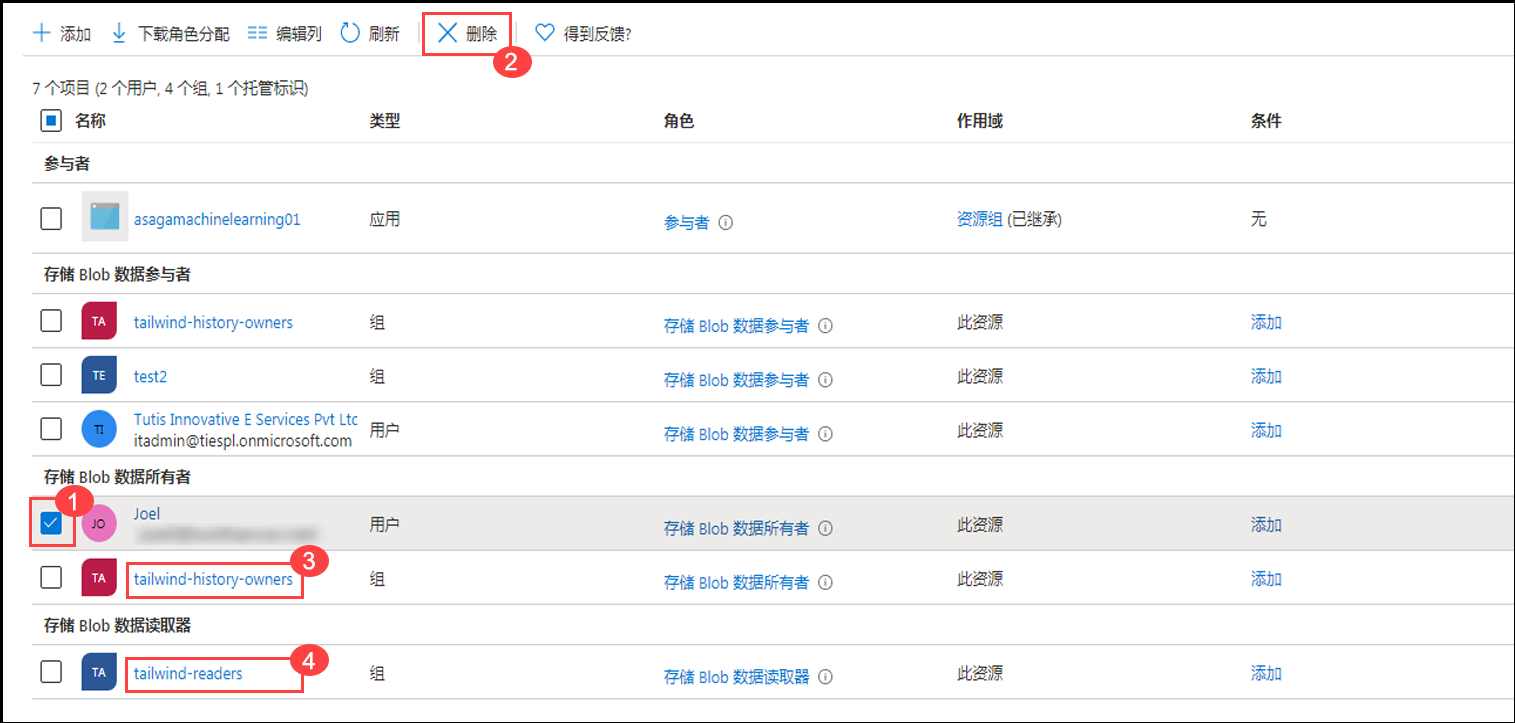 添加 下载角色分配 编辑列 刷新 删除 得到反馈?
2
7 个项目 (2 个用户, 4 个组, 1 个托管标识)
名称 类型 角色 作用域 条件
参与者
asagamachinelearning01 应用 参与者 资源组 (已继承) 无
存储 Blob 数据参与者
TA tailwind-history-owners 组 存储 Blob 数据参与者 此资源 添加
TE test2 组 存储 Blob 数据参与者 此资源 添加
TI Tutis Innovative E Services Pvt Ltc 用户 存储 Blob 数据参与者 此资源 添加
itadmin@tiespl.onmicrosoft.com
存储 Blob 数据所有者
1
JO Joel 用户 存储 Blob 数据所有者 此资源 添加
3
TA tailwind-history-owners 组 存储 Blob 数据所有者 此资源 添加
存储 Blob 数据读取器
4
TA tailwind-readers 组 存储 Blob 数据读取器 此资源 添加